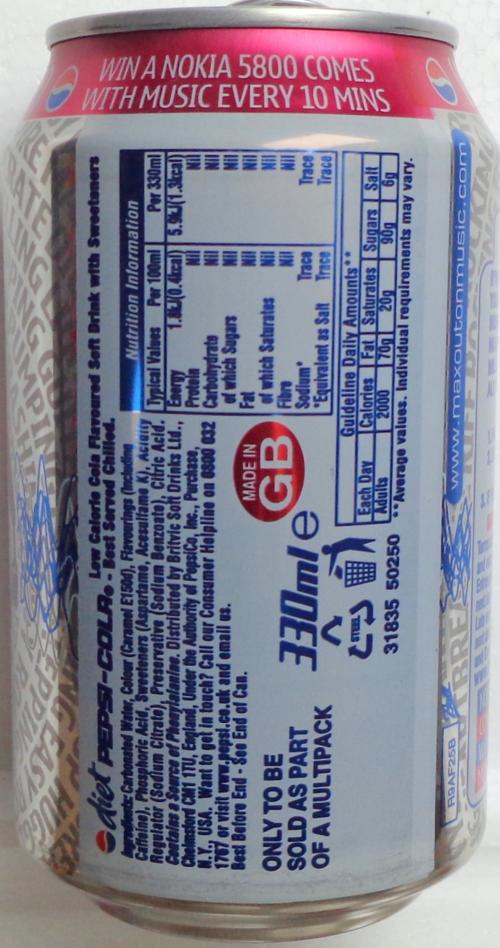 WIN A NOKIA 5800 COMES
WITH MUSIC EVERY 10 MINS
diet PEPSI-COLA® - Low Calorie Cola Flavoured Soft Drink with Sweeteners
- Best Served Chilled.
Ingredients: Carbonated Water, Colour (Caramel E150d), Flavourings (Including
Caffeine), Phosphoric Acid, Sweeteners (Aspartame, Acesulfame K), Acidity
Regulator (Sodium Citrate), Preservative (Sodium Benzoate), Citric Acid.
Contains a Source of Phenylalanine. Distributed by Britvic Soft Drinks Ltd.,
Chelmsford CM1 1TU, England, Under the Authority of PepsiCo, Inc., Purchase,
N.Y., USA. Want to get in touch? Call our Consumer Helpline on 0800 032
1767 or visit www.pepsi.co.uk and email us.
Best Before End - See End of Can.
ONLY TO BE
SOLD AS PART
OF A MULTIPACK
330ml e
STEEL
31835 50250
MADE IN
GB
Nutrition Information
Typical Values Per 100ml Per 330ml
Energy 1.8kJ(0.4kcal) 5.9kJ(1.3kcal)
Protein Nil Nil
Carbohydrate Nil Nil
of which Sugars Nil Nil
Fat Nil Nil
of which Saturates Nil Nil
Fibre Nil Nil
Sodium* Trace Trace
*Equivalent as Salt Trace Trace
Guideline Daily Amounts**
Each Day Calories Fat Saturates Sugars Salt
Adults 2000 70g 20g 90g 6g
**Average values. Individual requirements may vary.
www.maxoutonmusic.com
R9AF25B